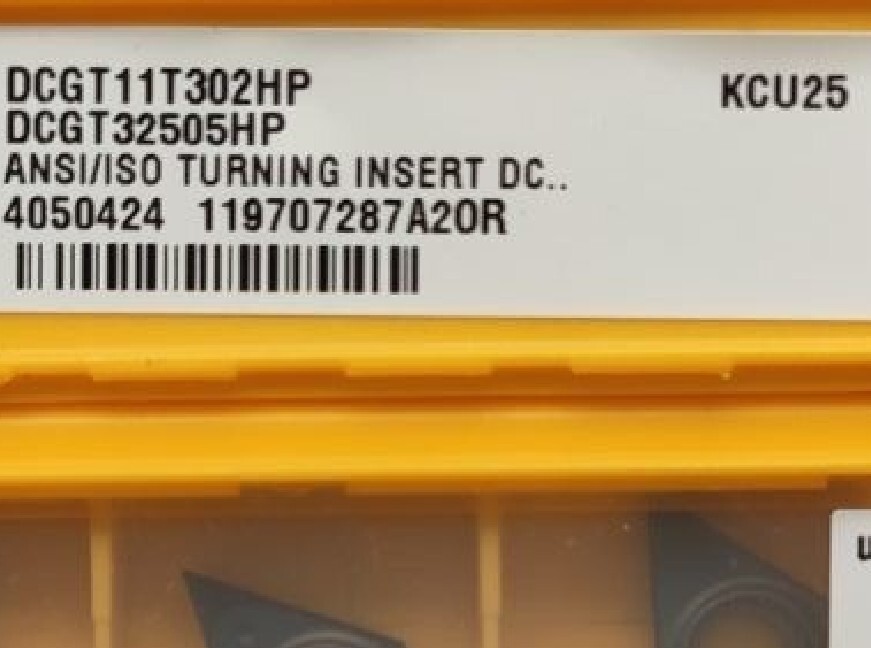 DCGT11T302HP KCU25
DCGT32505HP
ANSI/ISO TURNING INSERT DC..
4050424 119707287A20R